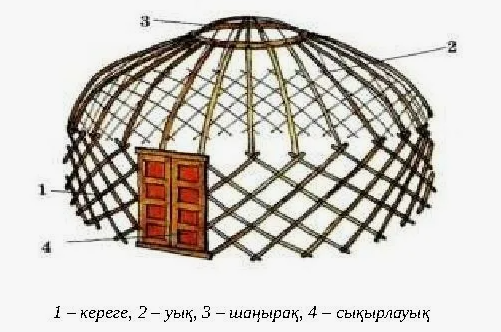 3
2
1
4
1 – кереге, 2 – уық, 3 – шаңырақ, 4 – сықырлауық